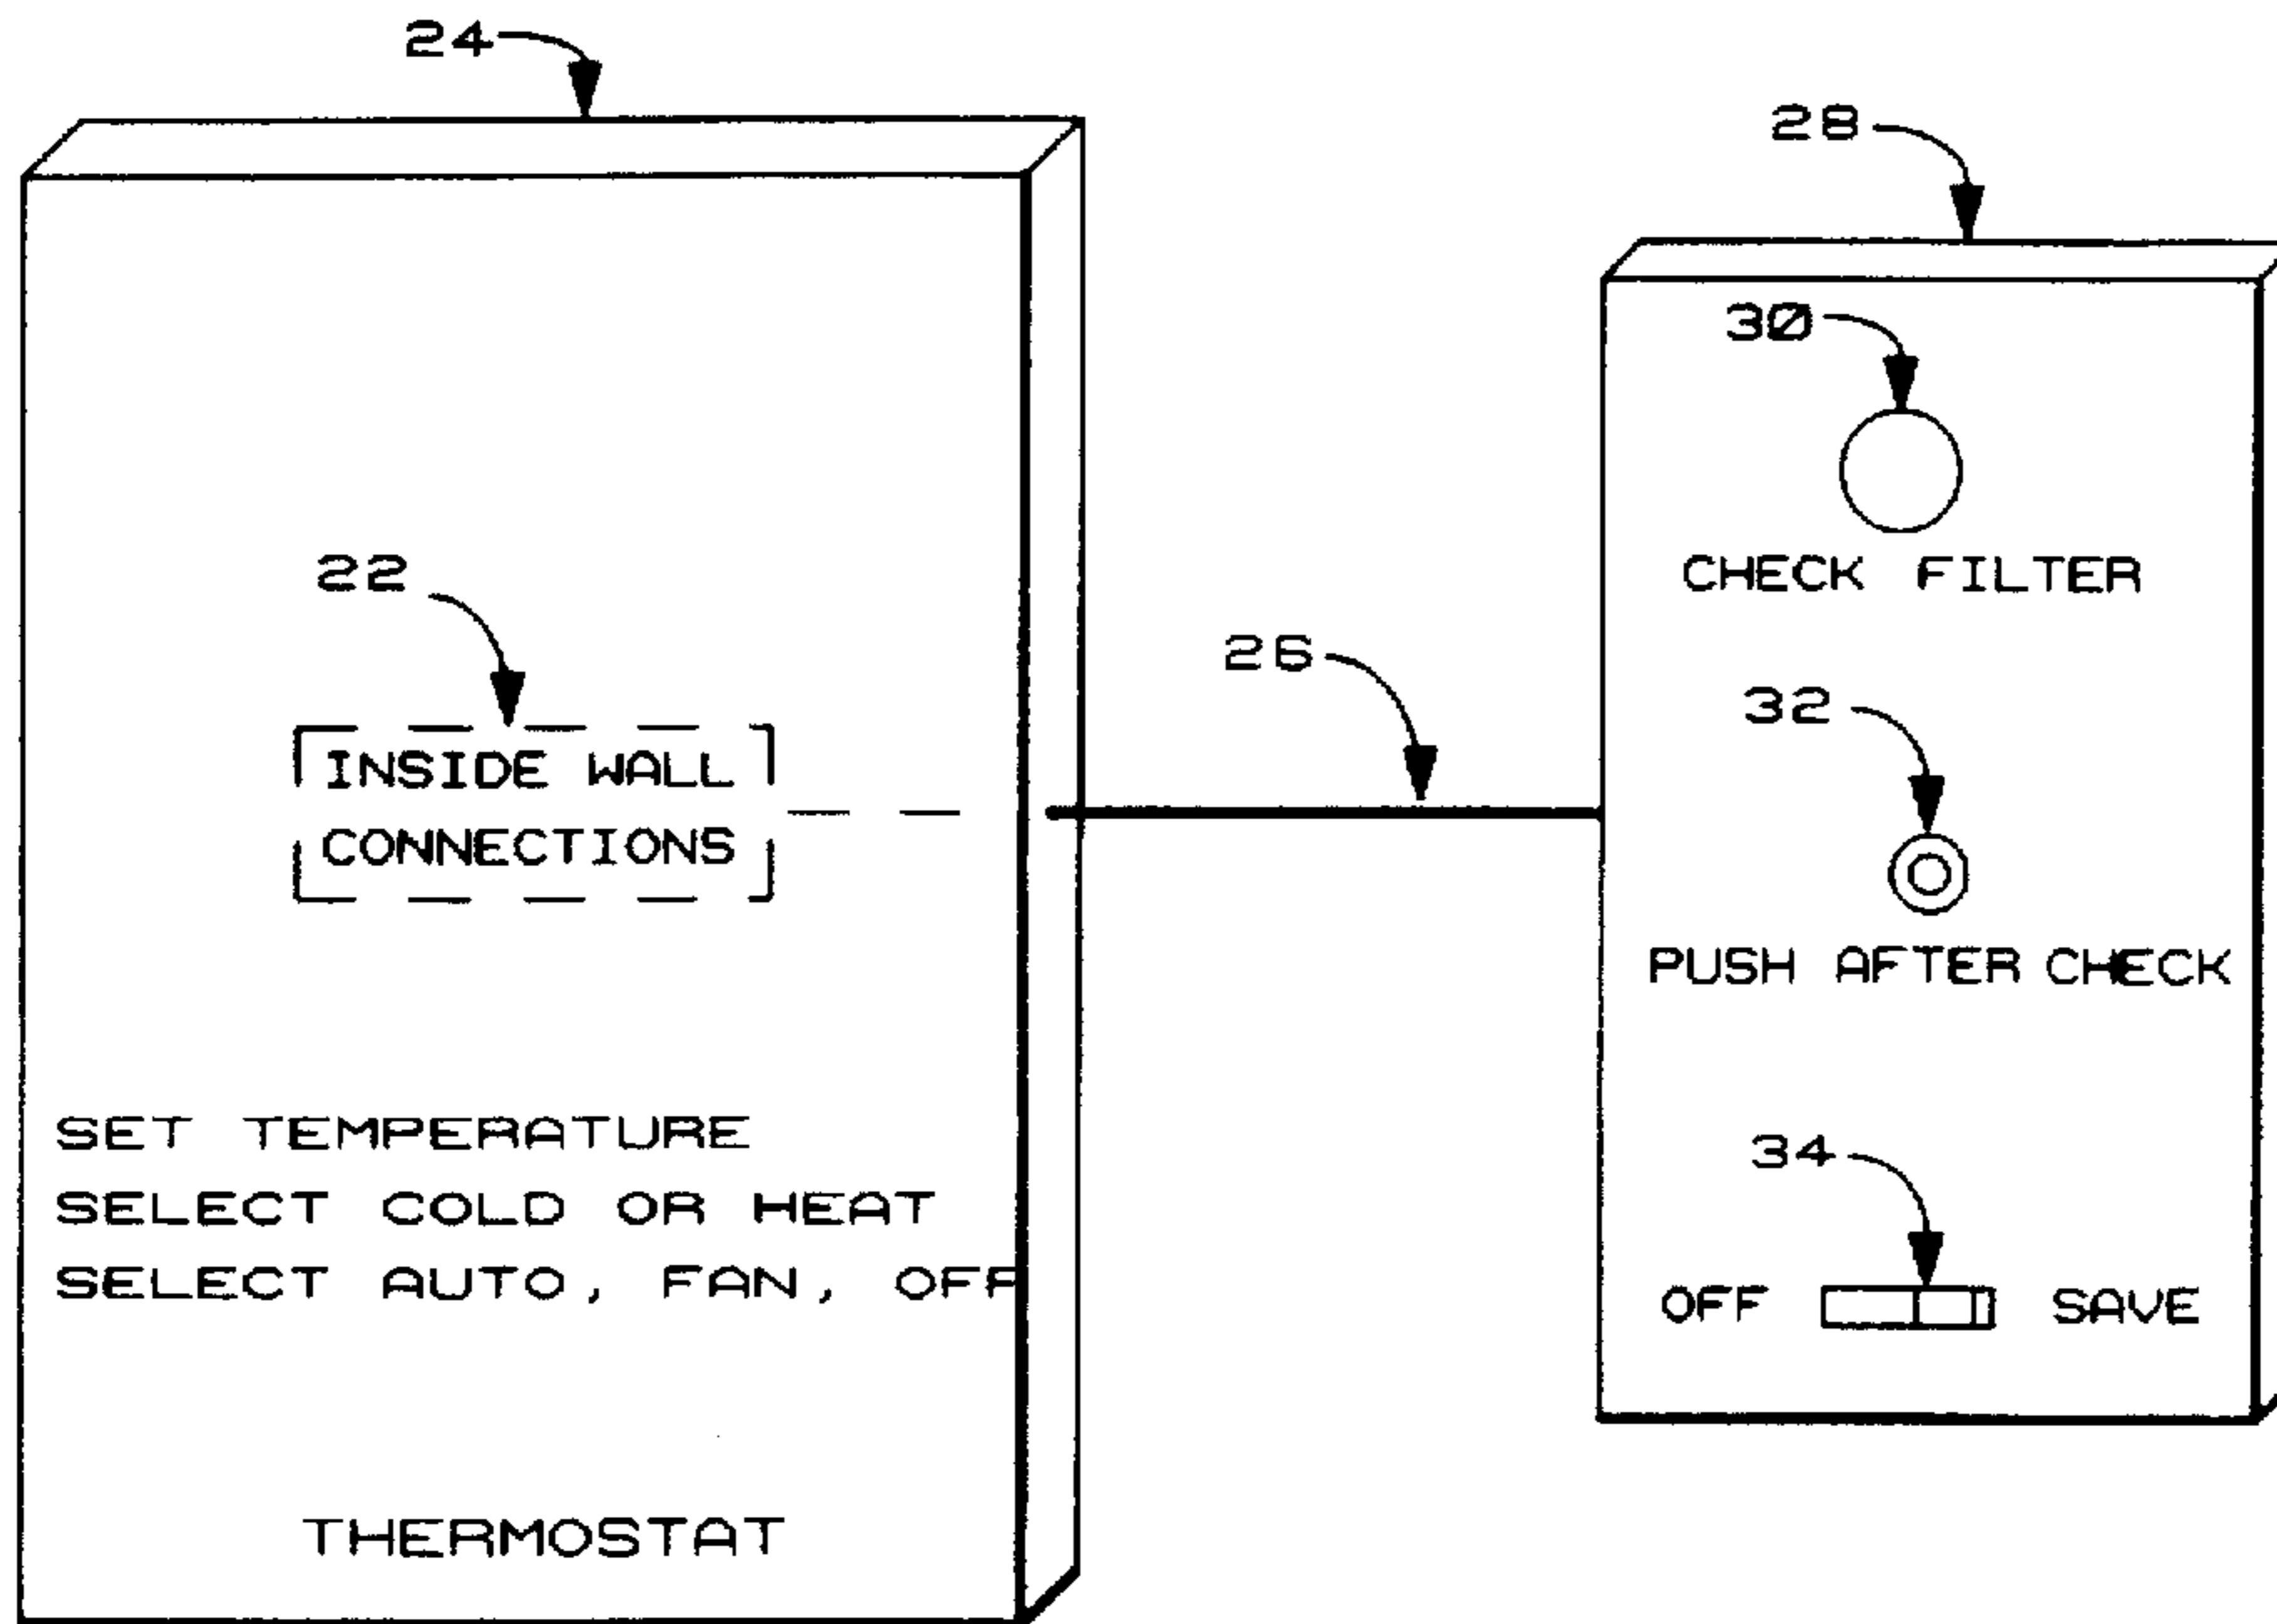 24
22
INSIDE WALL
CONNECTIONS
SET TEMPERATURE
SELECT COLD OR HEAT
SELECT AUTO, FAN, OFF
THERMOSTAT
26
28
30
CHECK FILTER
32
PUSH AFTER CHECK
34
OFF SAVE